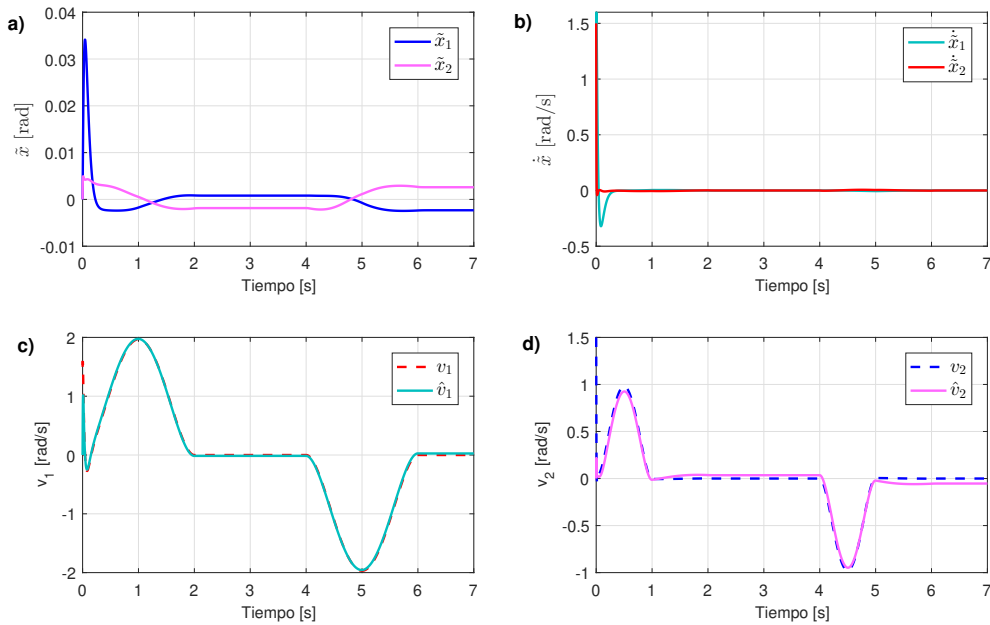 a)
0.04
0.03
0.02
0.01
0
-0.01
x̃ [rad]
x̃₁
x̃₂
0 1 2 3 4 5 6 7
Tiempo [s]
b)
1.5
1
0.5
0
-0.5
x̃̇ [rad/s]
x̃̇₁
x̃̇₂
0 1 2 3 4 5 6 7
Tiempo [s]
c)
2
1
0
-1
-2
v₁ [rad/s]
v₁
v̂₁
0 1 2 3 4 5 6 7
Tiempo [s]
d)
1.5
1
0.5
0
-0.5
-1
v₂ [rad/s]
v₂
v̂₂
0 1 2 3 4 5 6 7
Tiempo [s]